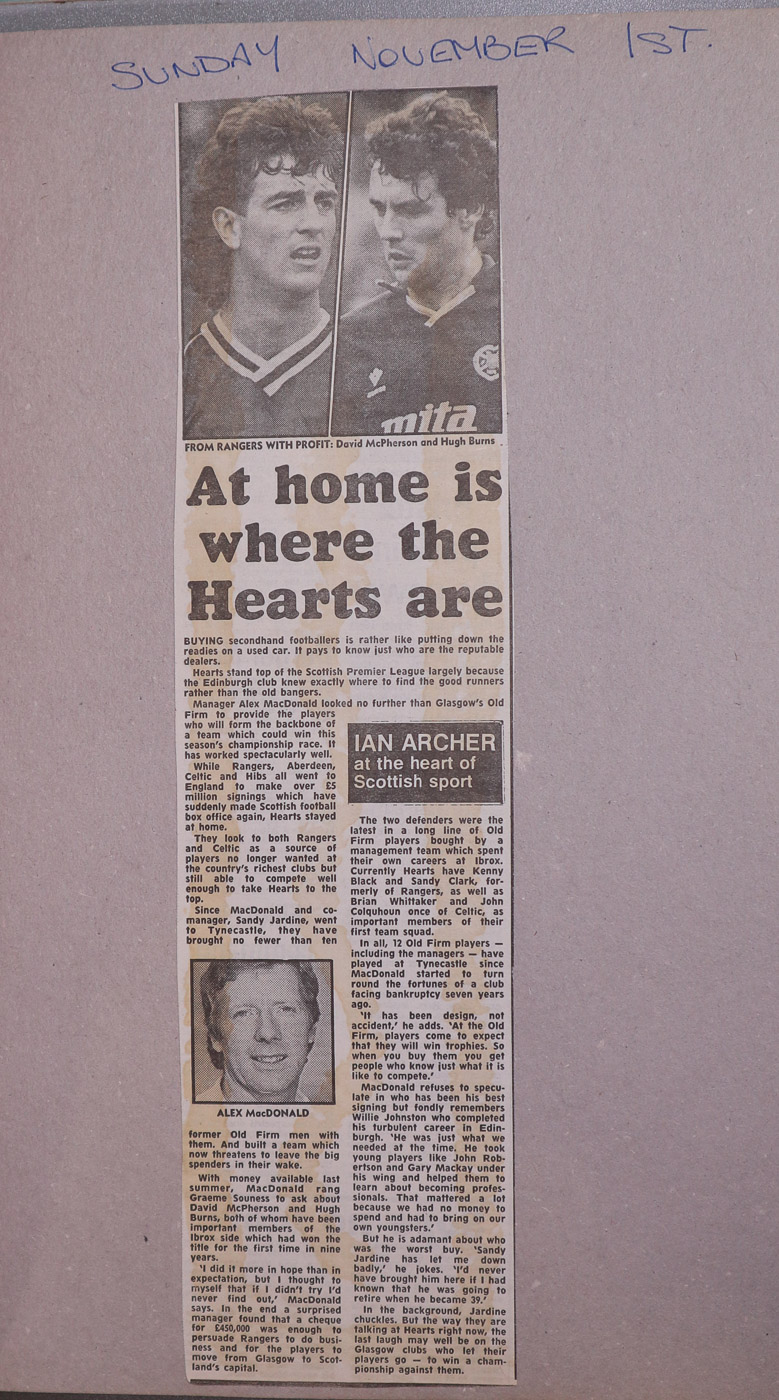 SUNDAY NOVEMBER 1ST.
mita
FROM RANGERS WITH PROFIT: David McPherson and Hugh Burns .
At home is
where the
Hearts are
BUYING secondhand footballers is rather like putting down the
readies on a used car. It pays to know just who are the reputable
dealers.
Hearts stand top of the Scottish Premier League largely because
the Edinburgh club knew exactly where to find the good runners
rather than the old bangers.
Manager Alex MacDonald looked no further than Glasgow's Old
Firm to provide the players
who will form the backbone of
a team which could win this
season's championship race. It
has worked spectacularly well.
While Rangers, Aberdeen,
Celtic and Hibs all went to
England to make over £5
million signings which have
suddenly made Scottish football
box office again, Hearts stayed
at home.
They look to both Rangers
and Celtic as a source of
players no longer wanted at
the country's richest clubs but
still able to compete well
enough to take Hearts to the
top.
Since MacDonald and co-
manager, Sandy Jardine, went
to Tynecastle, they have
brought no fewer than ten
ALEX MacDONALD
former Old Firm men with
them. And built a team which
now threatens to leave the big
spenders in their wake.
With money available last
summer, MacDonald rang
Graeme Souness to ask about
David McPherson and Hugh
Burns, both of whom have been
important members of the
Ibrox side which had won the
title for the first time in nine
years.
'I did it more in hope than in
expectation, but I thought to
myself that if I didn't try I'd
never find out,' MacDonald
says. In the end a surprised
manager found that a cheque
for £450,000 was enough to
persuade Rangers to do busi-
ness and for the players to
move from Glasgow to Scot-
land's capital.
IAN ARCHER
at the heart of
Scottish sport
The two defenders were the
latest in a long line of Old
Firm players bought by a
management team which spent
their own careers at Ibrox.
Currently Hearts have Kenny
Black and Sandy Clark, for-
merly of Rangers, as well as
Brian Whittaker and John
Colquhoun once of Celtic, as
important members of their
first team squad.
In all, 12 Old Firm players —
including the managers — have
played at Tynecastle since
MacDonald started to turn
round the fortunes of a club
facing bankruptcy seven years
ago.
'It has been design, not
accident,' he adds. 'At the Old
Firm, players come to expect
that they will win trophies. So
when you buy them you get
people who know just what it is
like to compete.'
MacDonald refuses to specu-
late in who has been his best
signing but fondly remembers
Willie Johnston who completed
his turbulent career in Edin-
burgh. 'He was just what we
needed at the time. He took
young players like John Rob-
ertson and Gary Mackay under
his wing and helped them to
learn about becoming profes-
sionals. That mattered a lot
because we had no money to
spend and had to bring on our
own youngsters.'
But he is adamant about who
was the worst buy. 'Sandy
Jardine has let me down
badly,' he jokes. 'I'd never
have brought him here if I had
known that he was going to
retire when he became 39.'
In the background, Jardine
chuckles. But the way they are
talking at Hearts right now, the
last laugh may well be on the
Glasgow clubs who let their
players go — to win a cham-
pionship against them.